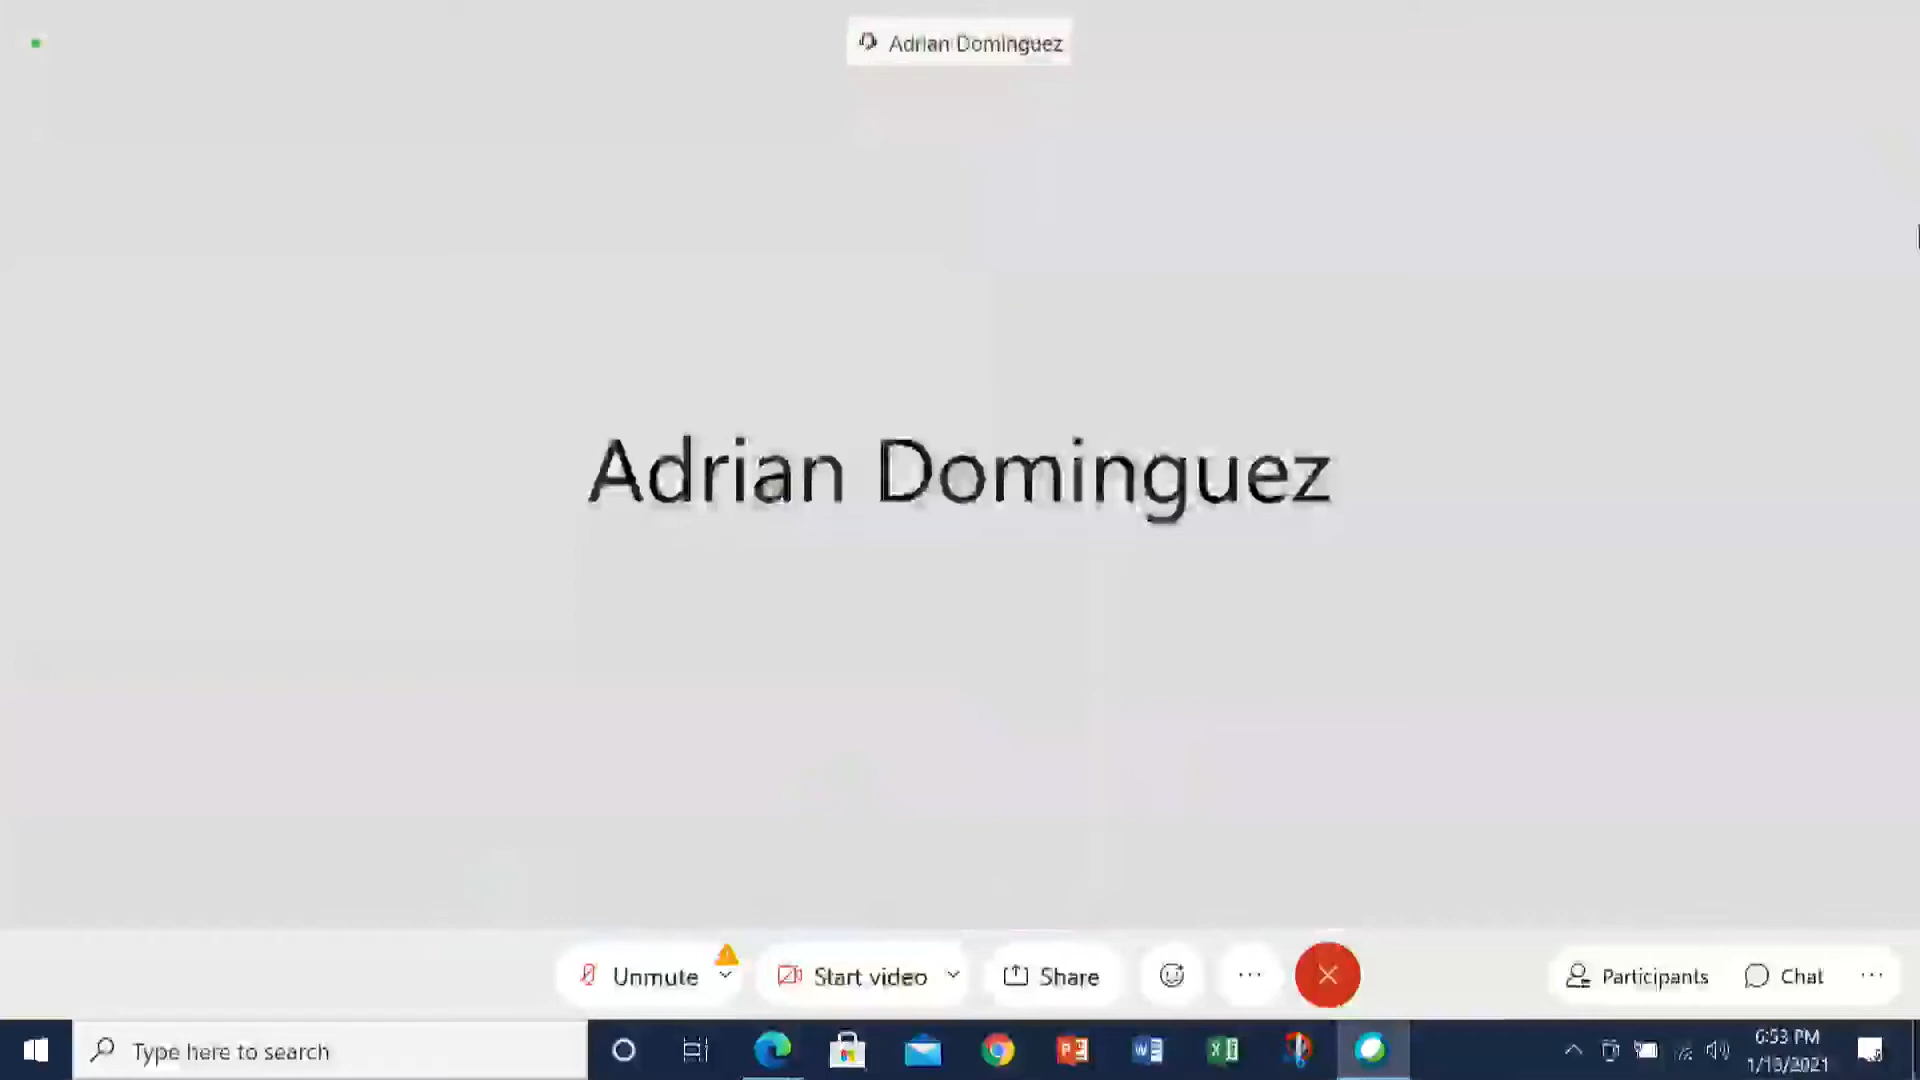 Adrian Dominguez
Adrian Dominguez
Unmute
Start video
Share
Participants
Chat
Type here to search
6:53 PM